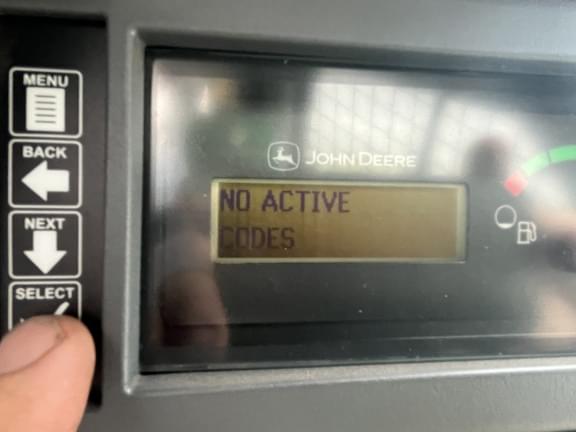 MENU
BACK
NEXT
SELECT
JOHN DEERE
NO ACTIVE
CODES